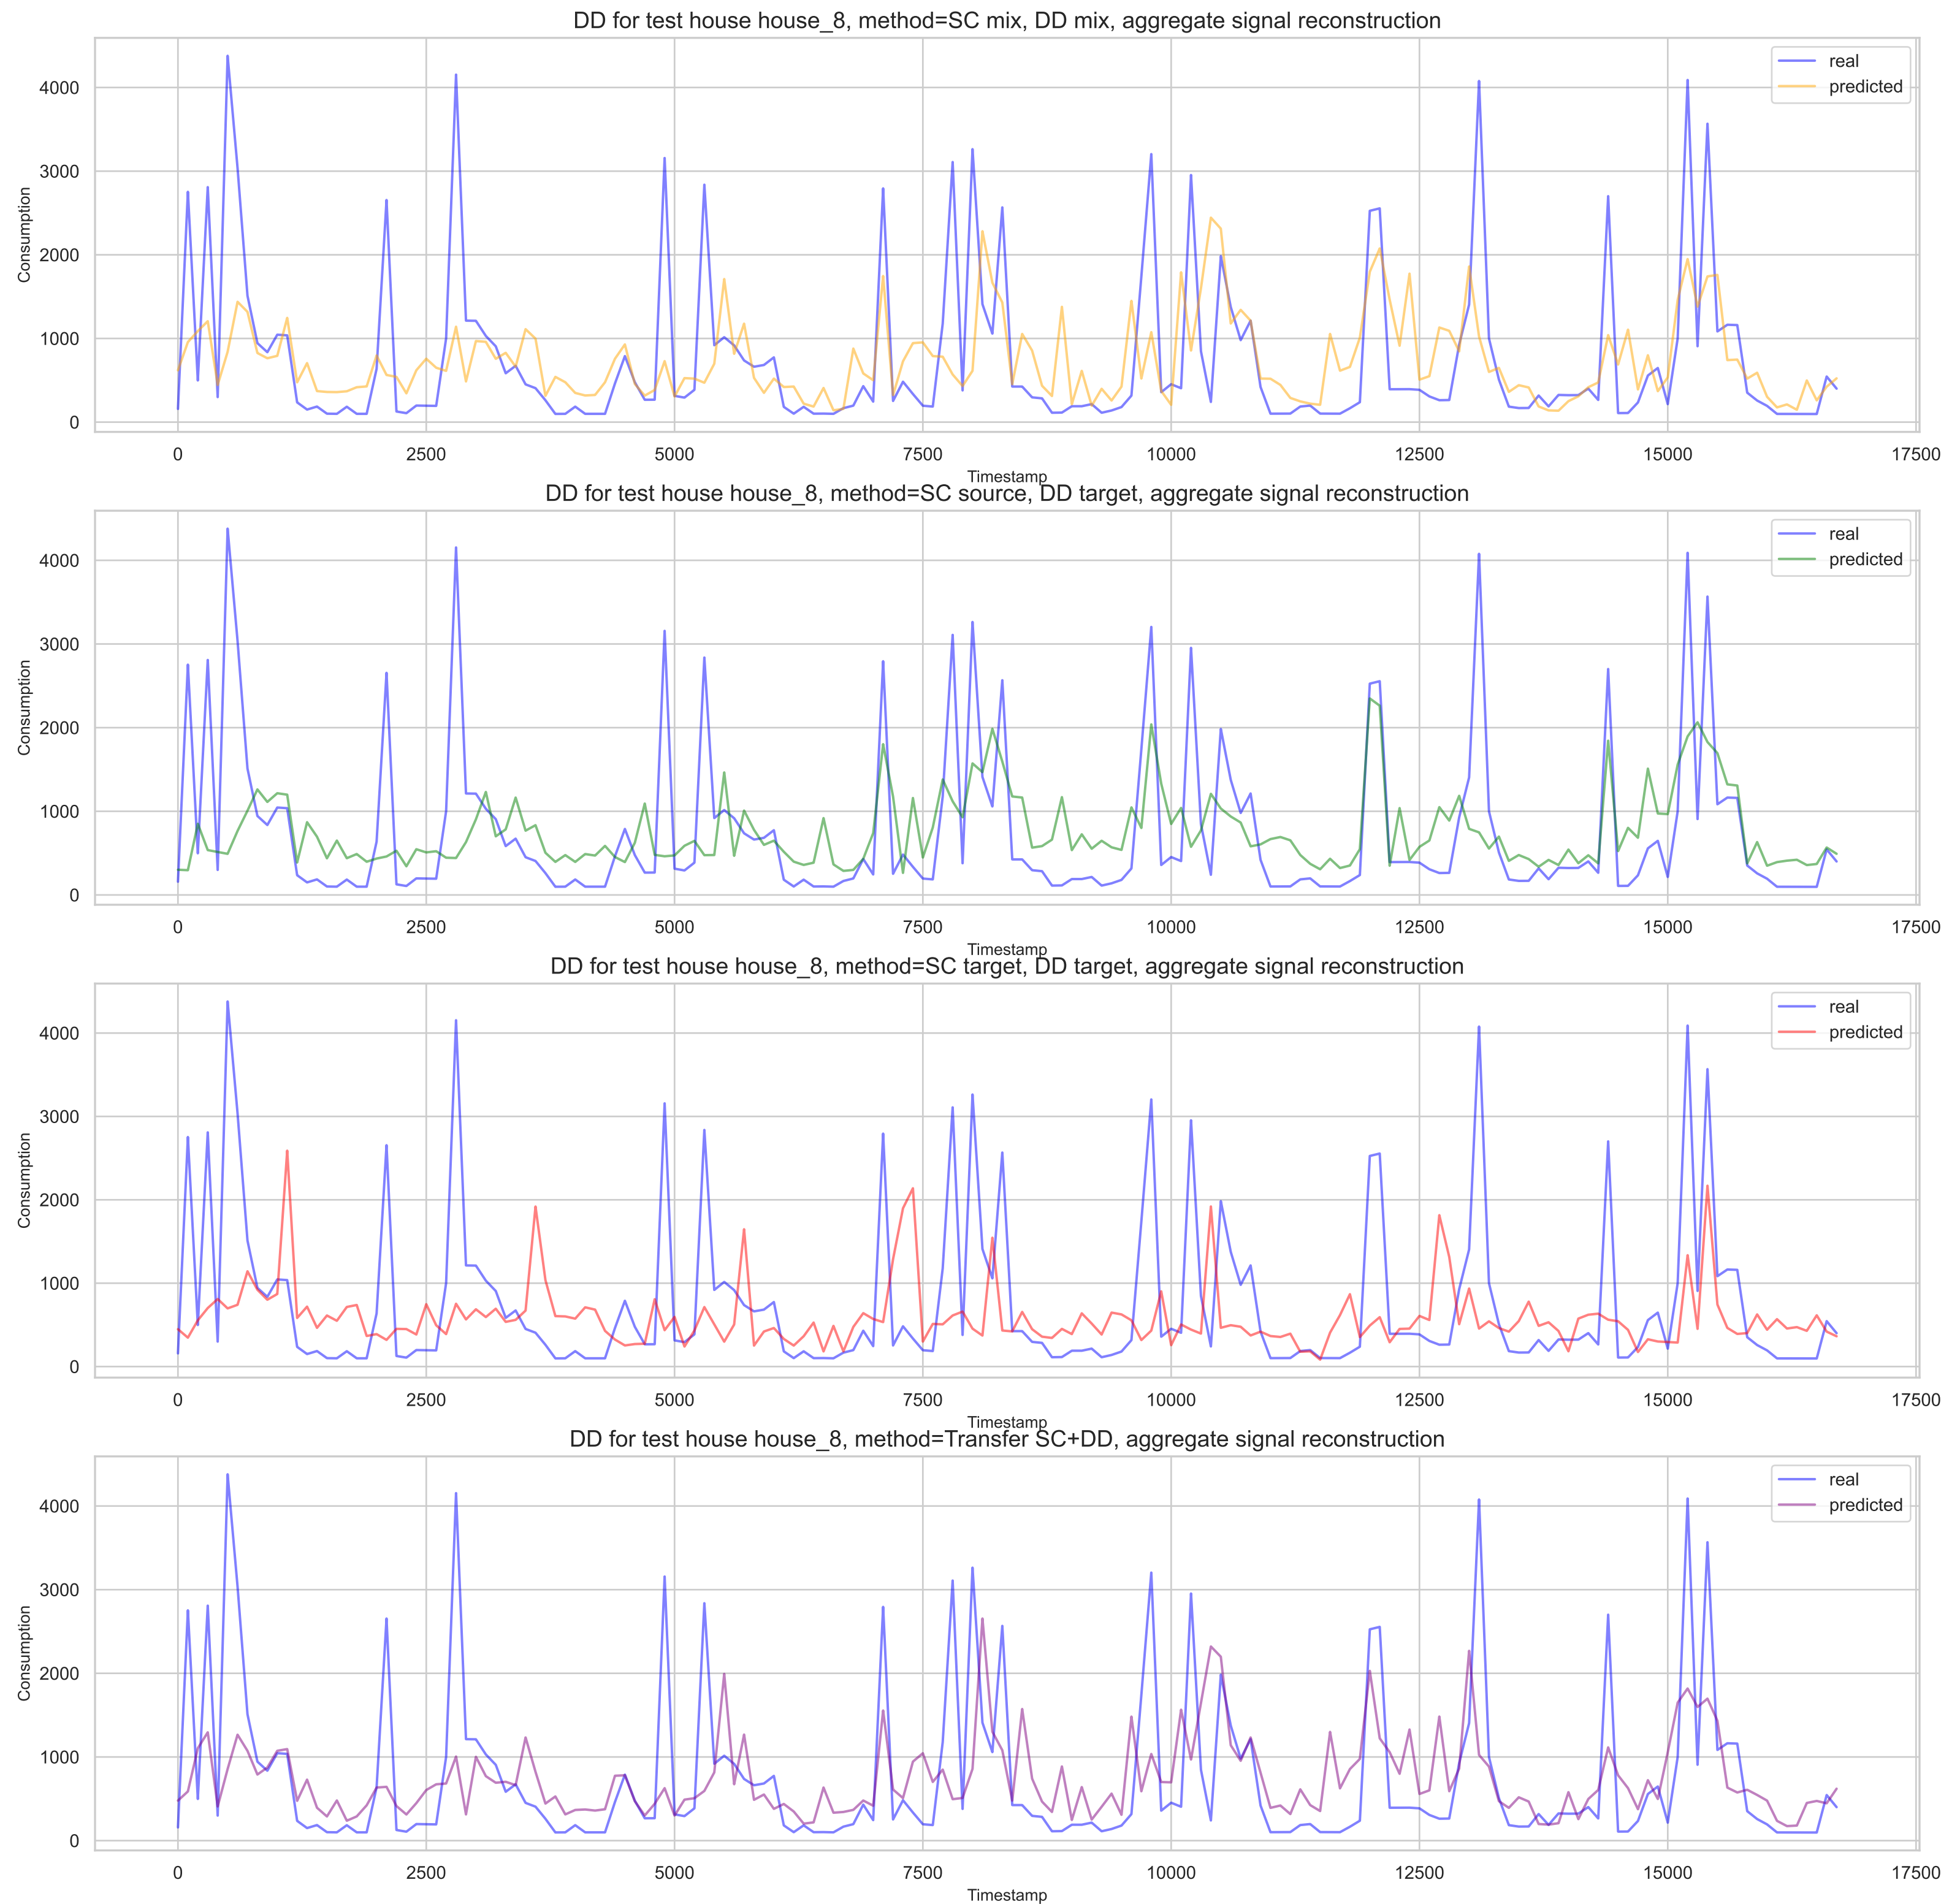 DD for test house house_8, method=SC mix, DD mix, aggregate signal reconstruction
real
predicted
Consumption
4000
3000
2000
1000
0
0 2500 5000 7500 10000 12500 15000 17500
Timestamp
DD for test house house_8, method=SC source, DD target, aggregate signal reconstruction
real
predicted
Consumption
4000
3000
2000
1000
0
0 2500 5000 7500 10000 12500 15000 17500
Timestamp
DD for test house house_8, method=SC target, DD target, aggregate signal reconstruction
real
predicted
Consumption
4000
3000
2000
1000
0
0 2500 5000 7500 10000 12500 15000 17500
Timestamp
DD for test house house_8, method=Transfer SC+DD, aggregate signal reconstruction
real
predicted
Consumption
4000
3000
2000
1000
0
0 2500 5000 7500 10000 12500 15000 17500
Timestamp